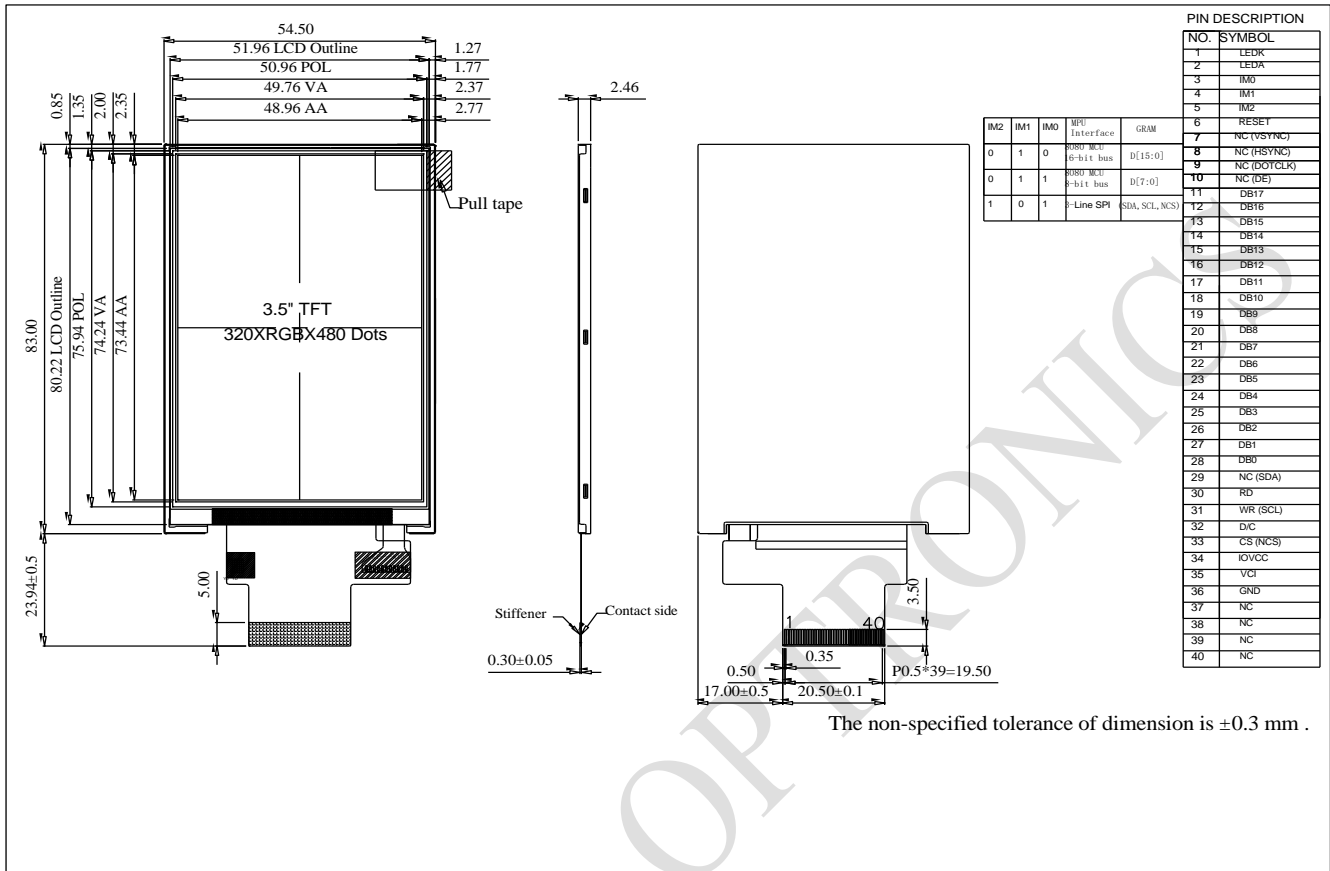 54.50
51.96 LCD Outline
1.27
50.96 POL
1.77
49.76 VA
2.37
48.96 AA
2.77
0.85
1.35
2.00
2.35
83.00
80.22 LCD Outline
75.94 POL
74.24 VA
73.44 AA
Pull tape
3.5" TFT
320XRGBX480 Dots
23.94±0.5
5.00
2.46
Stiffener
Contact side
0.30±0.05
1 40
3.50
0.35
0.50
P0.5*39=19.50
17.00±0.5
20.50±0.1
The non-specified tolerance of dimension is ±0.3 mm .
IM2 IM1 IM0 MPU Interface GRAM
0 1 0 8080 MCU 16-bit bus D[15:0]
0 1 1 8080 MCU 8-bit bus D[7:0]
1 0 1 3-Line SPI (SDA, SCL, NCS)
PIN DESCRIPTION
NO. SYMBOL
1 LEDK
2 LEDA
3 IM0
4 IM1
5 IM2
6 RESET
7 NC (VSYNC)
8 NC (HSYNC)
9 NC (DOTCLK)
10 NC (DE)
11 DB17
12 DB16
13 DB15
14 DB14
15 DB13
16 DB12
17 DB11
18 DB10
19 DB9
20 DB8
21 DB7
22 DB6
23 DB5
24 DB4
25 DB3
26 DB2
27 DB1
28 DB0
29 NC (SDA)
30 RD
31 WR (SCL)
32 D/C
33 CS (NCS)
34 IOVCC
35 VCI
36 GND
37 NC
38 NC
39 NC
40 NC
OPTRONICS